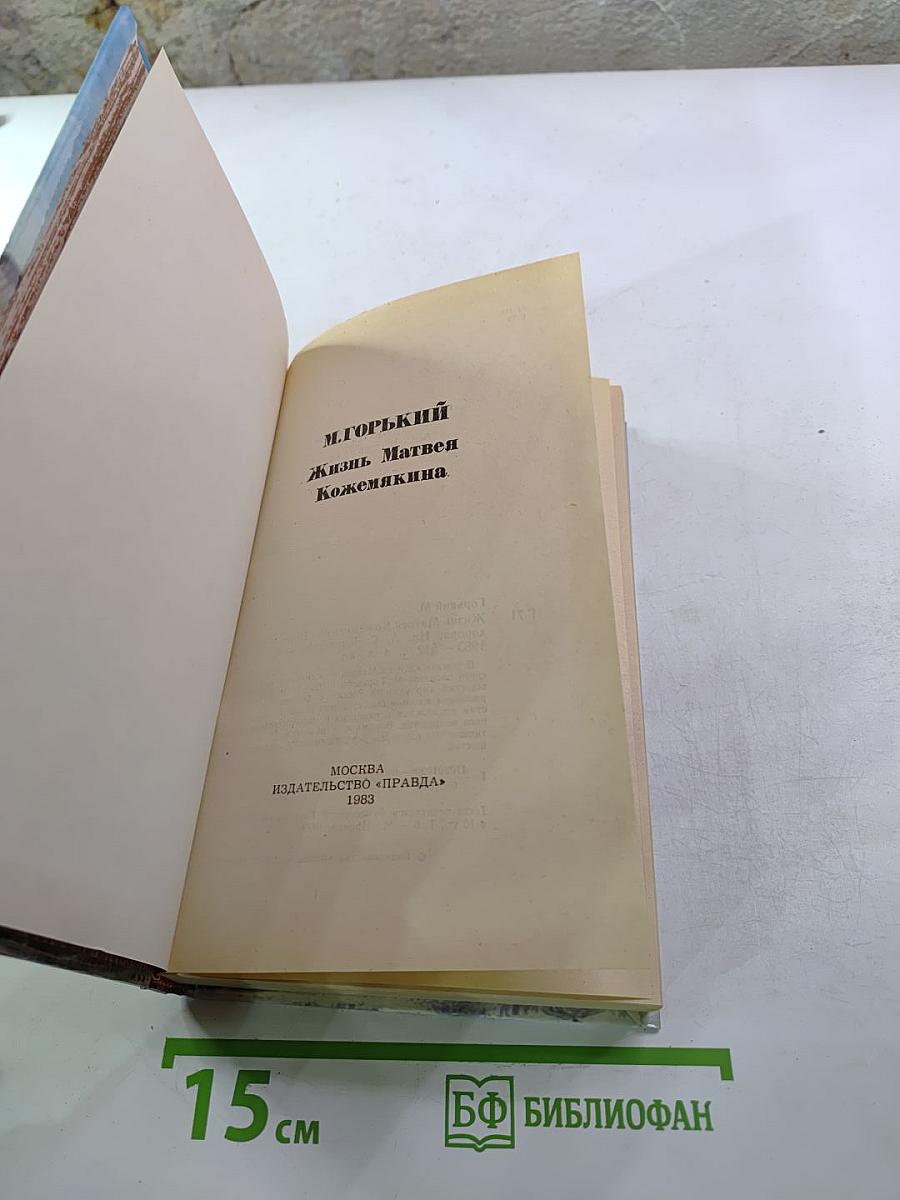 М.ГОРЬКИЙ
Жизнь Матвея
Кожемякина
МОСКВА
ИЗДАТЕЛЬСТВО «ПРАВДА»
1983
15 см
БФ БИБЛИОФАН